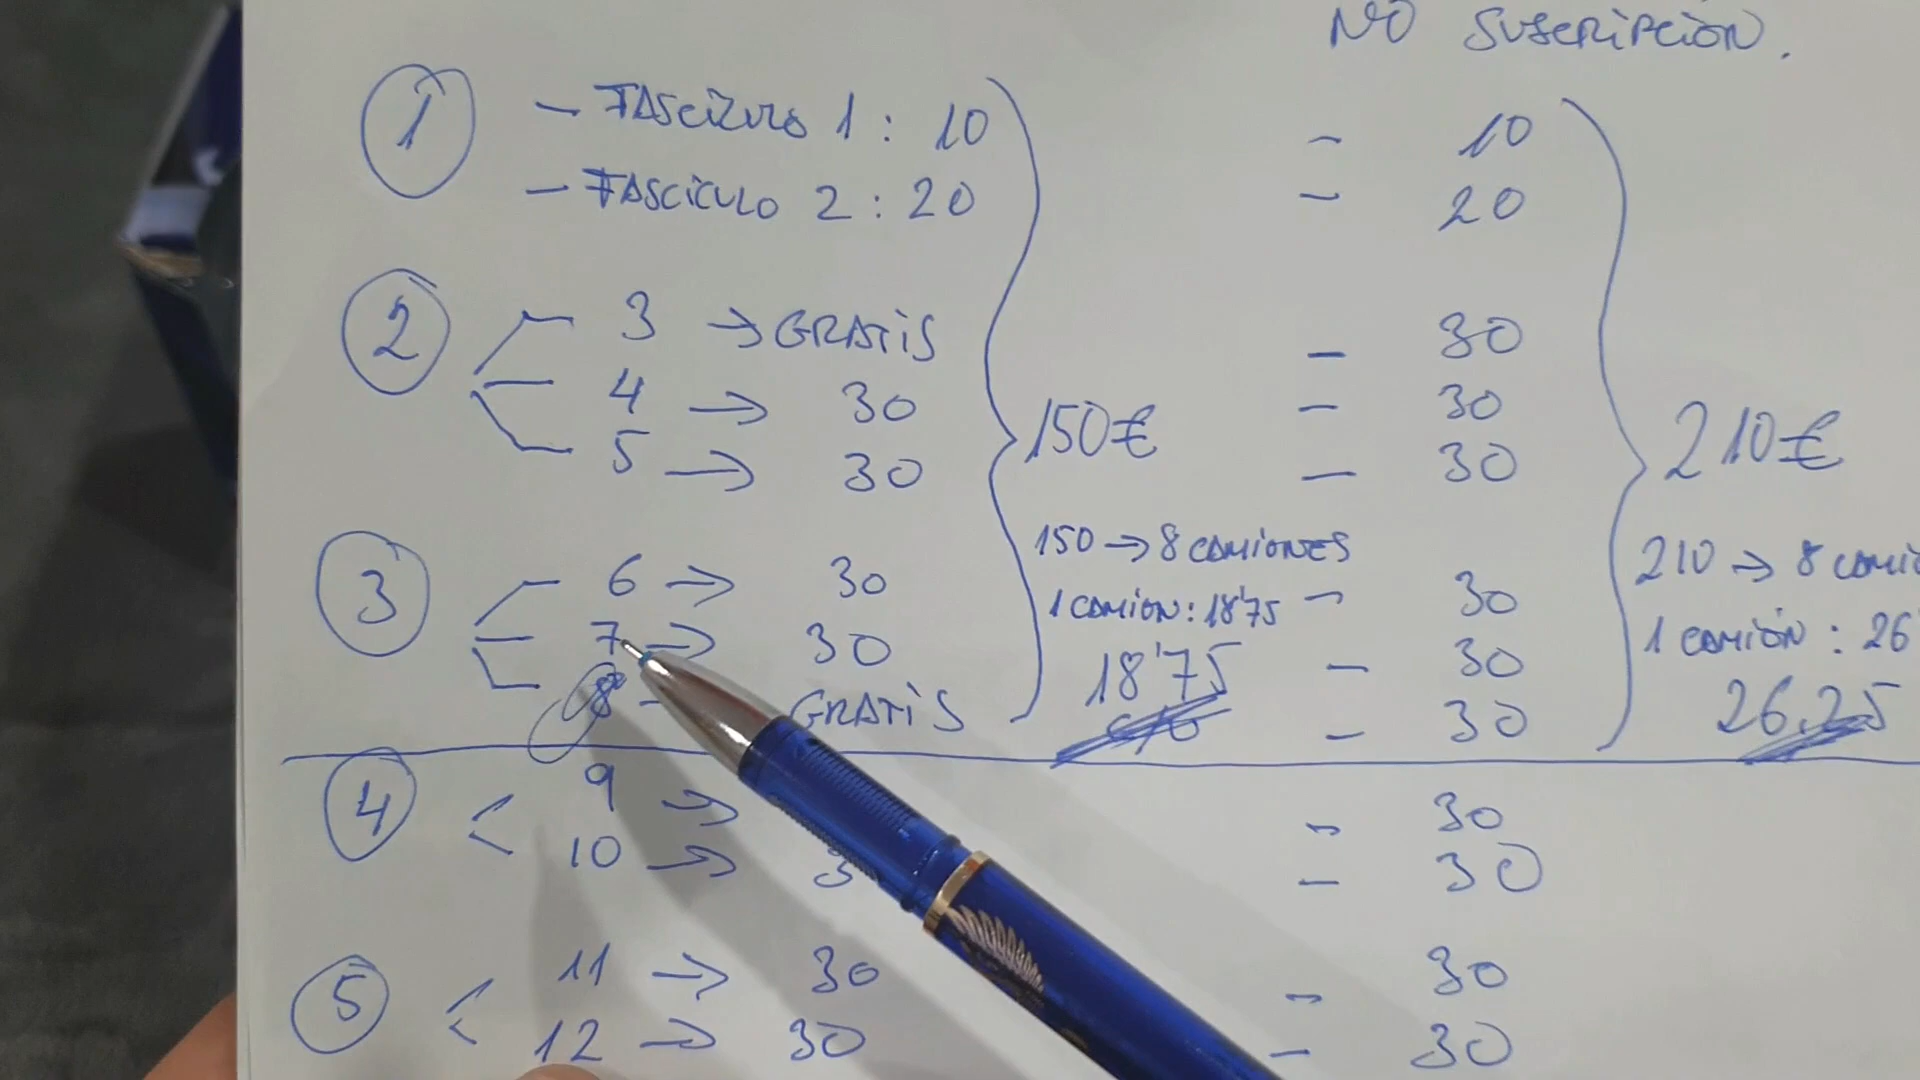 NO SUSCRIPCIÓN.
1 - FASCÍCULO 1 : 10 - 10
- FASCÍCULO 2 : 20 - 20
2 3 → GRATIS - 30
4 → 30 - 30
5 → 30 - 30
150€ 210€
150 → 8 CAMIONES 210 → 8 CAMIO
3 6 → 30 - 30
1 CAMIÓN : 18'75 1 CAMIÓN : 26
7 → 30 - 30
18'75 26.25
8 - GRATIS - 30
c/u
4 9 → - 30
10 → 3 - 30
5 11 → 30 - 30
12 → 30 - 30